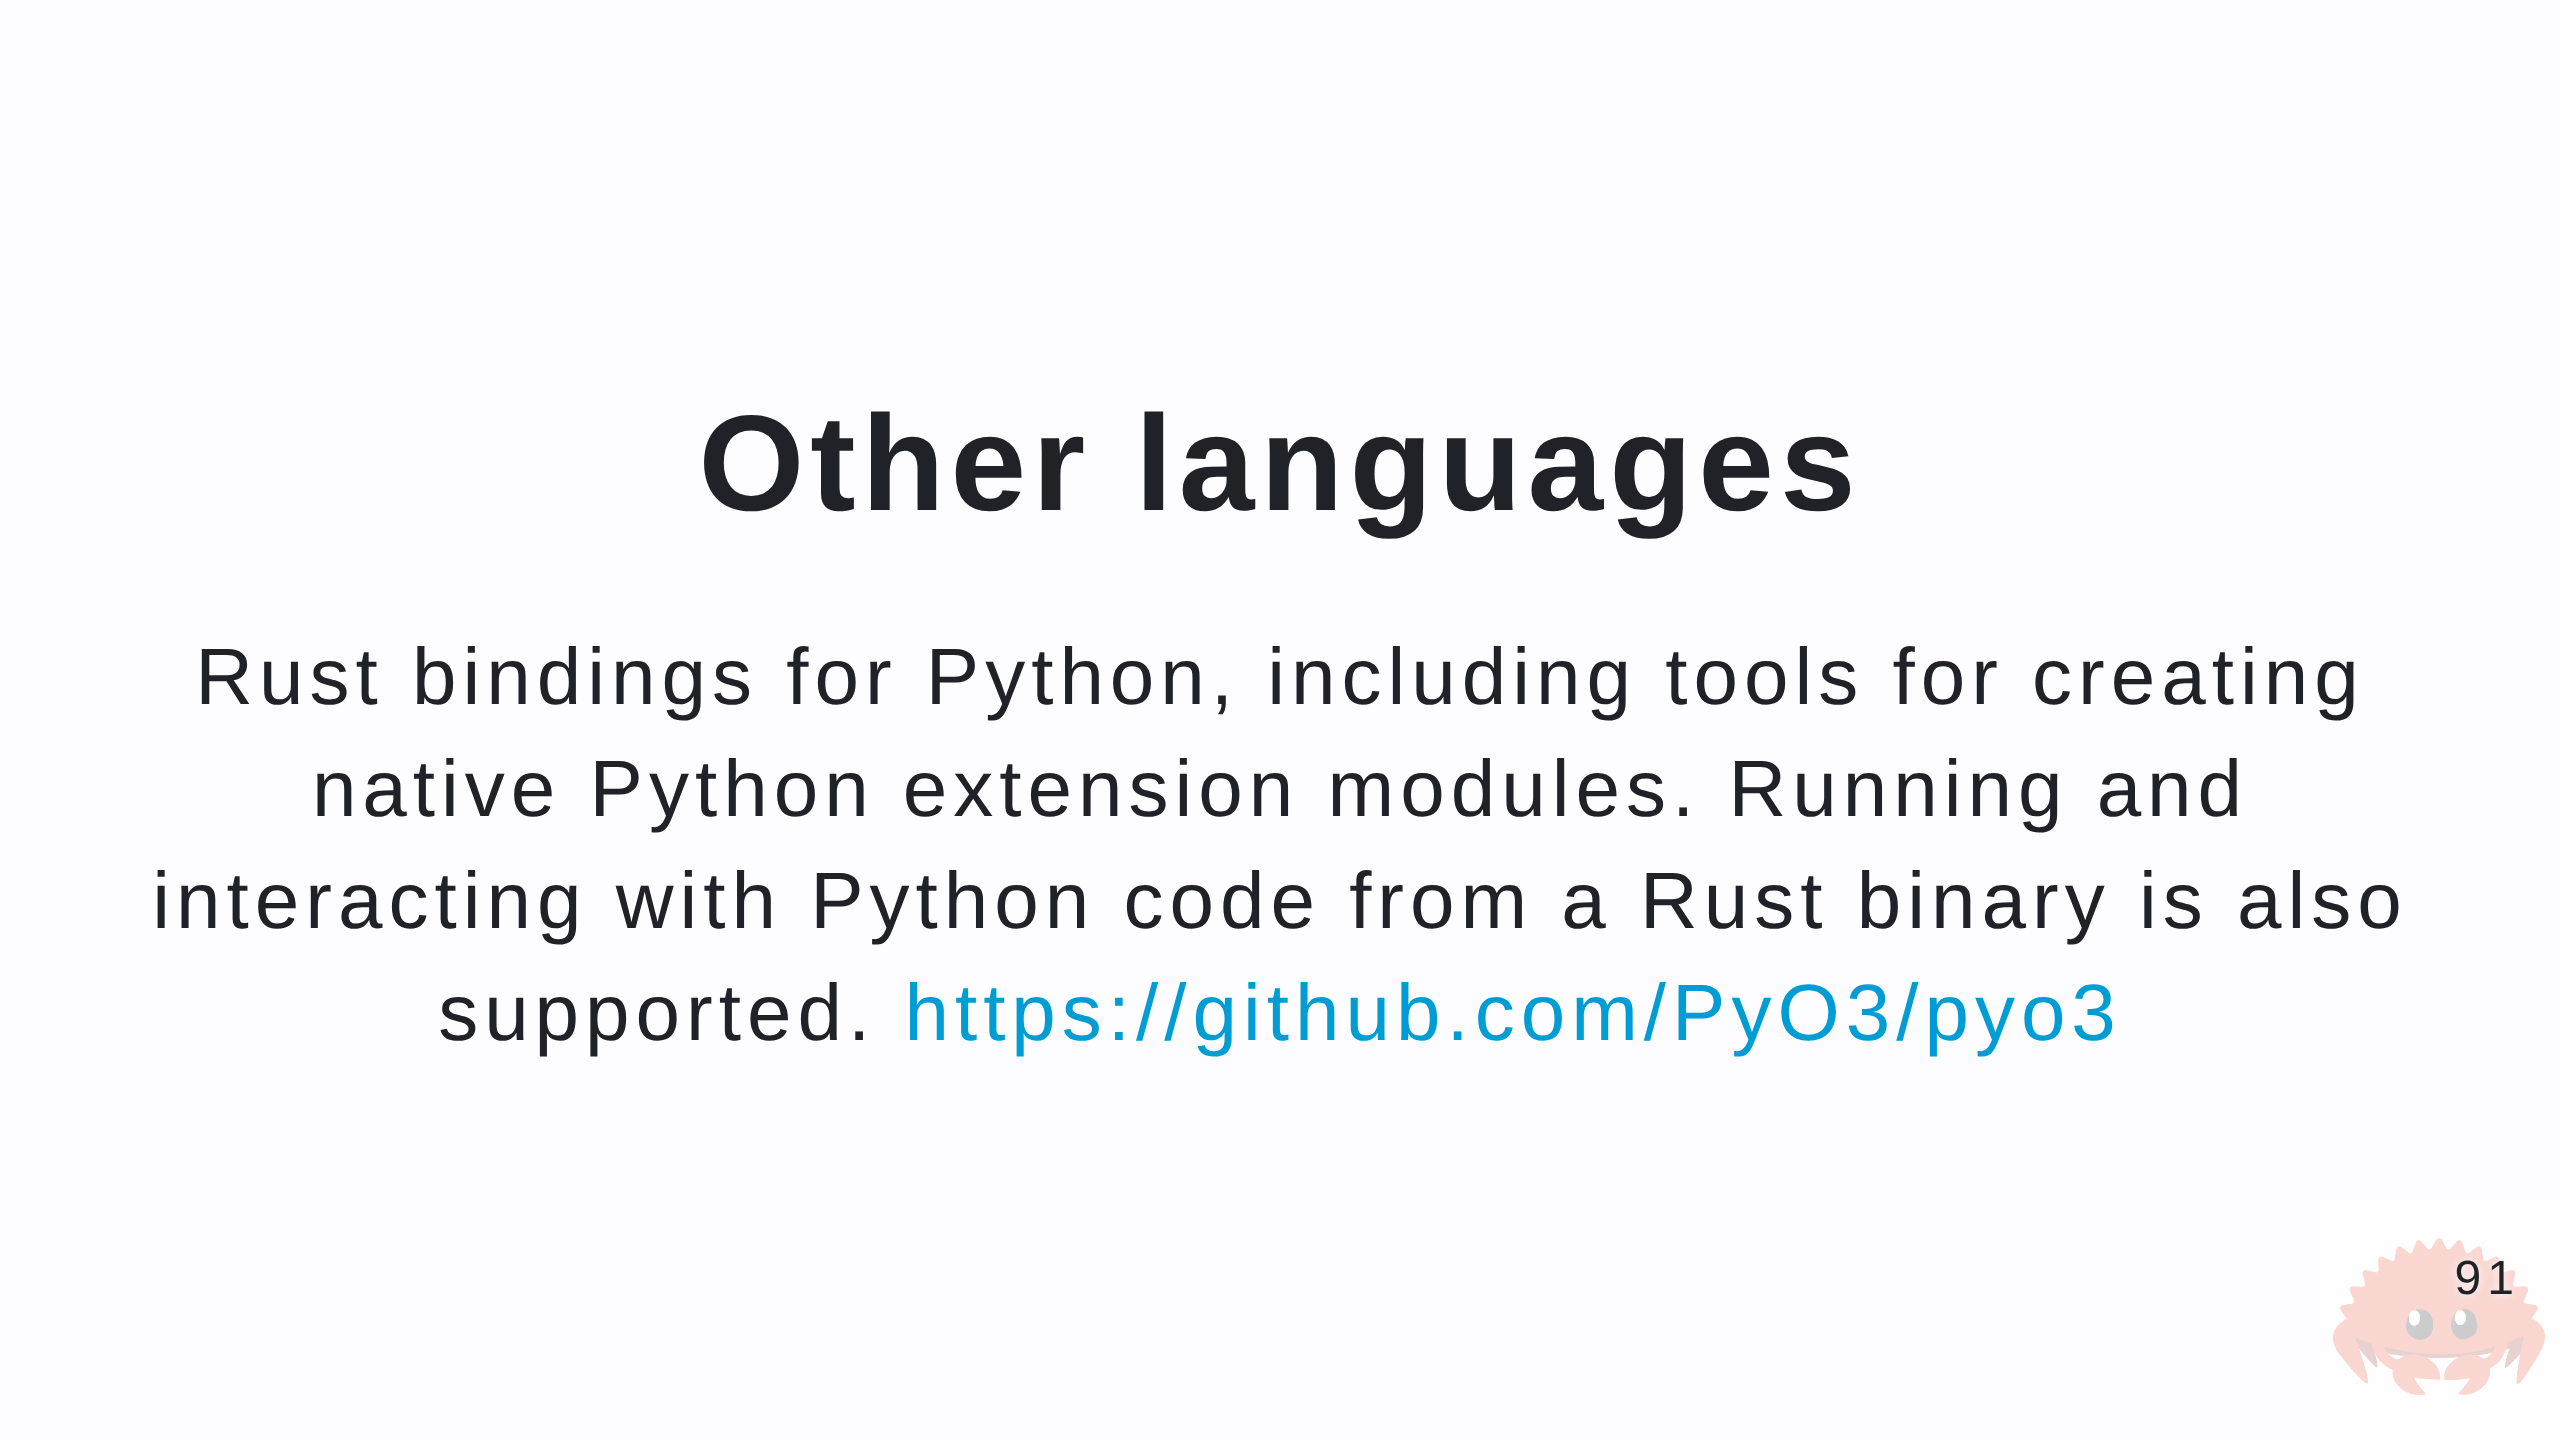 Other languages
Rust bindings for Python, including tools for creating
native Python extension modules. Running and
interacting with Python code from a Rust binary is also
supported. https://github.com/PyO3/pyo3
91